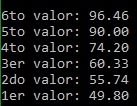 6to valor: 96.46
5to valor: 90.00
4to valor: 74.20
3er valor: 60.33
2do valor: 55.74
1er valor: 49.80